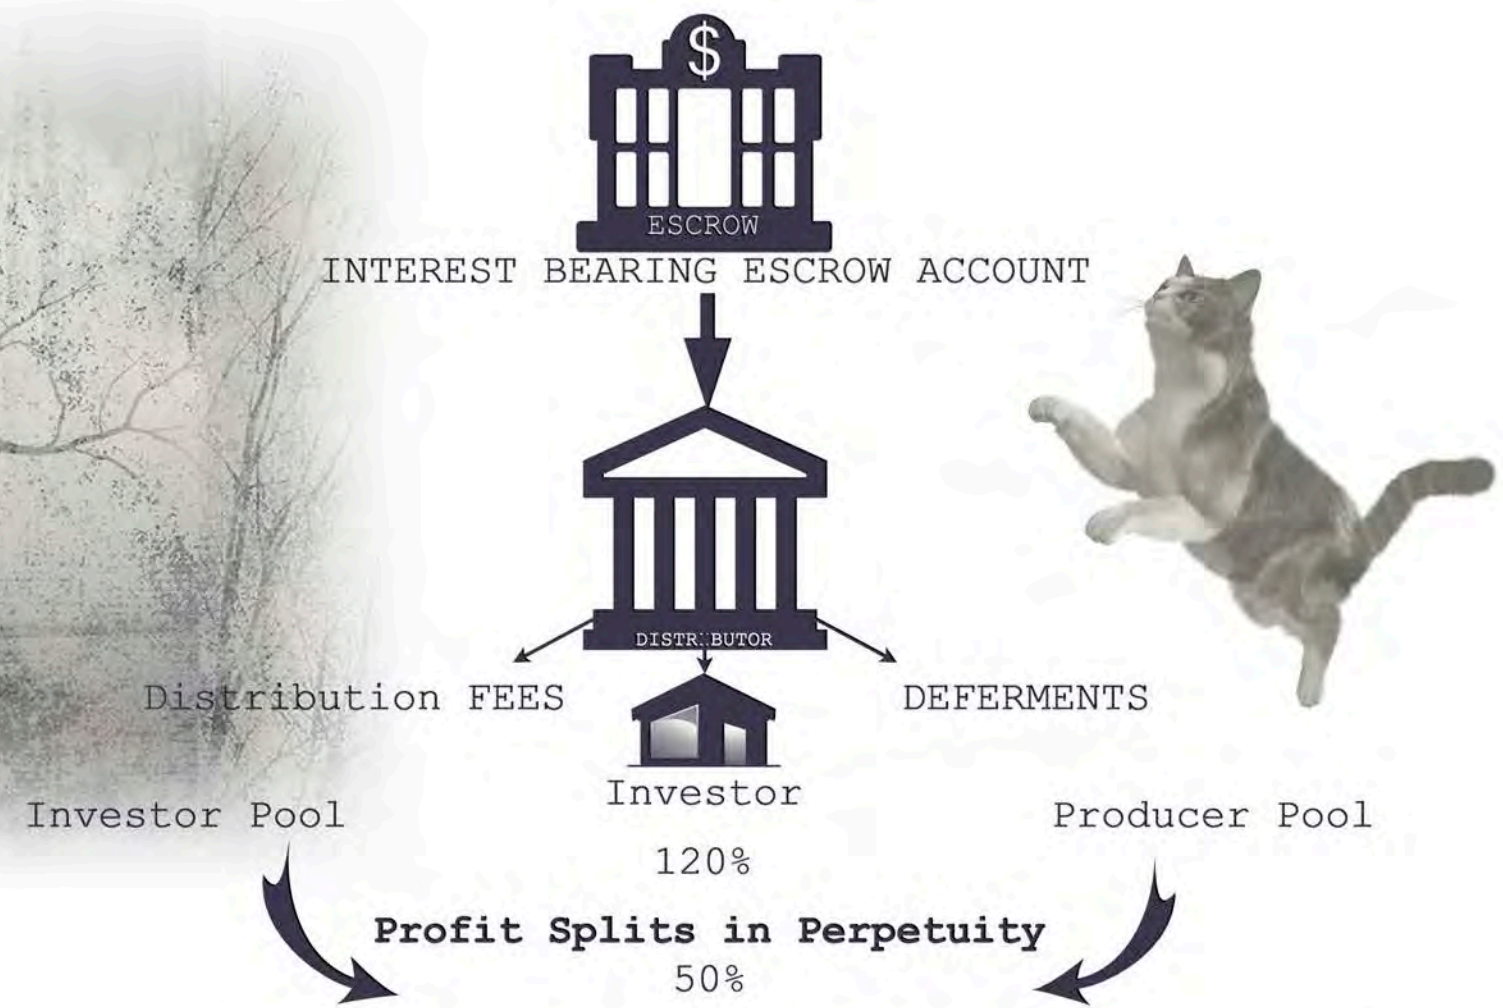 $
ESCROW
INTEREST BEARING ESCROW ACCOUNT
DISTRIBUTOR
Distribution FEES
DEFERMENTS
Investor
Investor Pool
Producer Pool
120%
Profit Splits in Perpetuity
50%